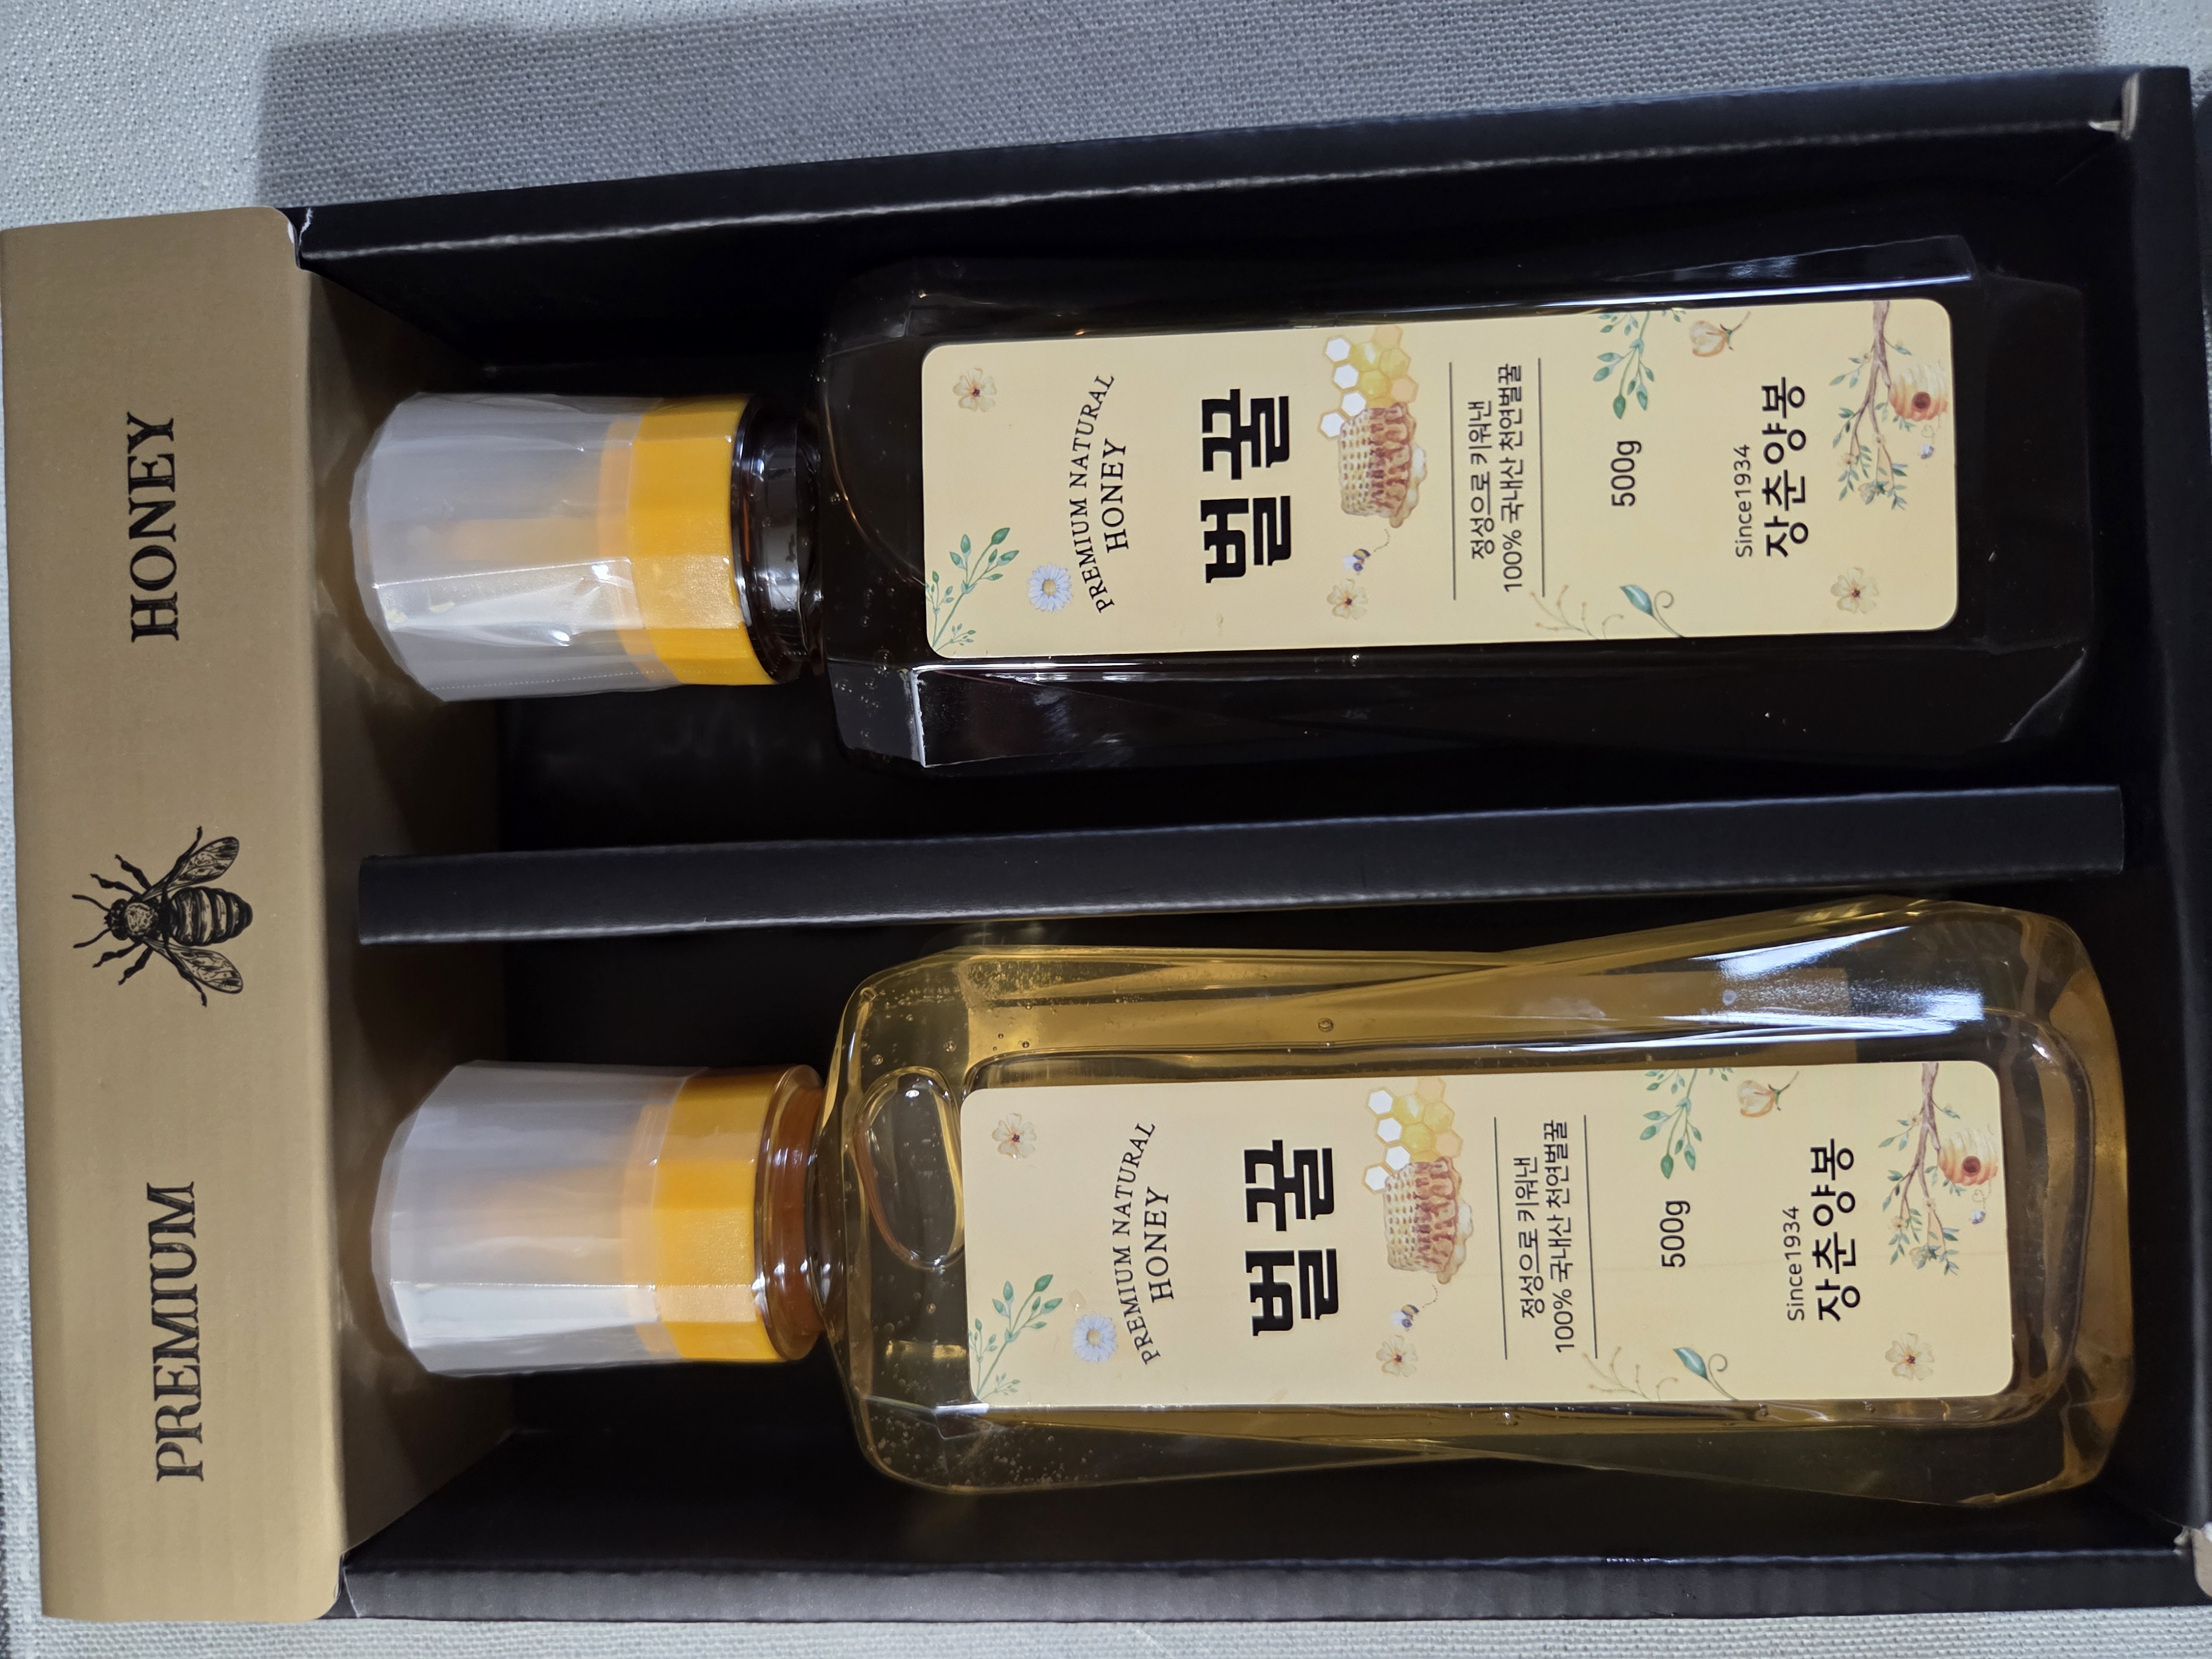 PREMIUM HONEY
PREMIUM NATURAL
HONEY
벌꿀
정성으로 키워낸
100% 국내산 천연벌꿀
500g
Since1934
장춘양봉
PREMIUM NATURAL
HONEY
벌꿀
정성으로 키워낸
100% 국내산 천연벌꿀
500g
Since1934
장춘양봉